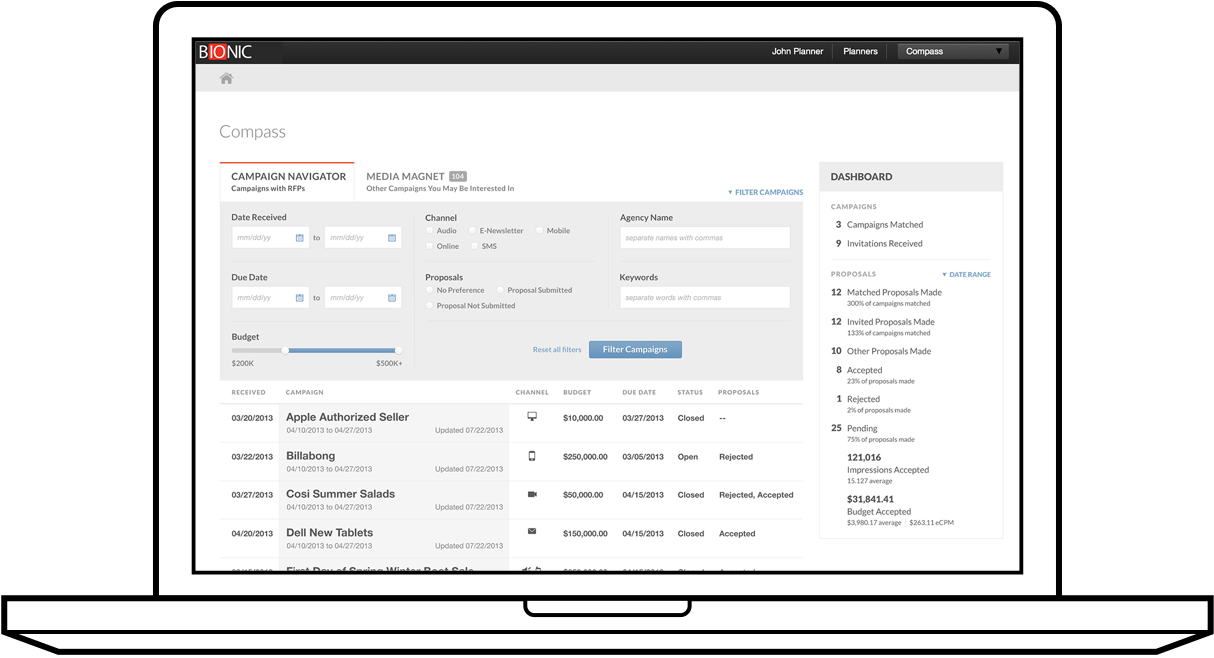 BIONIC
John Planner
Planners
Compass
Compass
CAMPAIGN NAVIGATOR
Campaigns with RFPs
MEDIA MAGNET 104
Other Campaigns You May Be Interested In
FILTER CAMPAIGNS
Date Received
mm/dd/yy to mm/dd/yy
Due Date
mm/dd/yy to mm/dd/yy
Budget
$200K $500K+
Channel
Audio E-Newsletter Mobile
Online SMS
Proposals
No Preference Proposal Submitted
Proposal Not Submitted
Agency Name
separate names with commas
Keywords
separate words with commas
Reset all filters Filter Campaigns
RECEIVED CAMPAIGN CHANNEL BUDGET DUE DATE STATUS PROPOSALS
03/20/2013 Apple Authorized Seller $10,000.00 03/27/2013 Closed --
04/10/2013 to 04/27/2013 Updated 07/22/2013
03/22/2013 Billabong $250,000.00 03/05/2013 Open Rejected
04/10/2013 to 04/27/2013 Updated 07/22/2013
03/27/2013 Cosi Summer Salads $50,000.00 04/15/2013 Closed Rejected, Accepted
04/10/2013 to 04/27/2013 Updated 07/22/2013
04/20/2013 Dell New Tablets $150,000.00 04/15/2013 Closed Accepted
04/10/2013 to 04/27/2013 Updated 07/22/2013
First Day of Spring Winter Boot Sale
DASHBOARD
CAMPAIGNS
3 Campaigns Matched
9 Invitations Received
PROPOSALS DATE RANGE
12 Matched Proposals Made
300% of campaigns matched
12 Invited Proposals Made
133% of campaigns matched
10 Other Proposals Made
8 Accepted
23% of proposals made
1 Rejected
2% of proposals made
25 Pending
75% of proposals made
121,016
Impressions Accepted
15.127 average
$31,841.41
Budget Accepted
$3,980.17 average | $263.11 eCPM